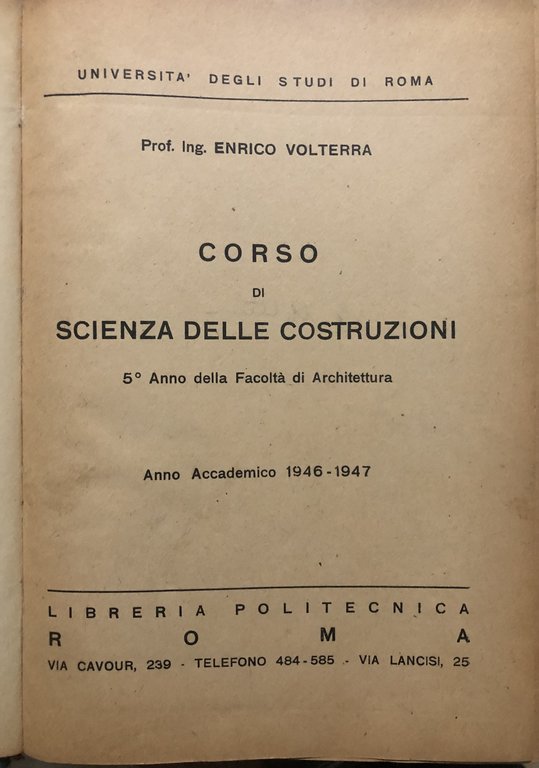 UNIVERSITA' DEGLI STUDI DI ROMA
Prof. Ing. ENRICO VOLTERRA
CORSO
DI
SCIENZA DELLE COSTRUZIONI
5° Anno della Facoltà di Architettura
Anno Accademico 1946-1947
LIBRERIA POLITECNICA
ROMA
VIA CAVOUR, 239 - TELEFONO 484-585 - VIA LANCISI, 25